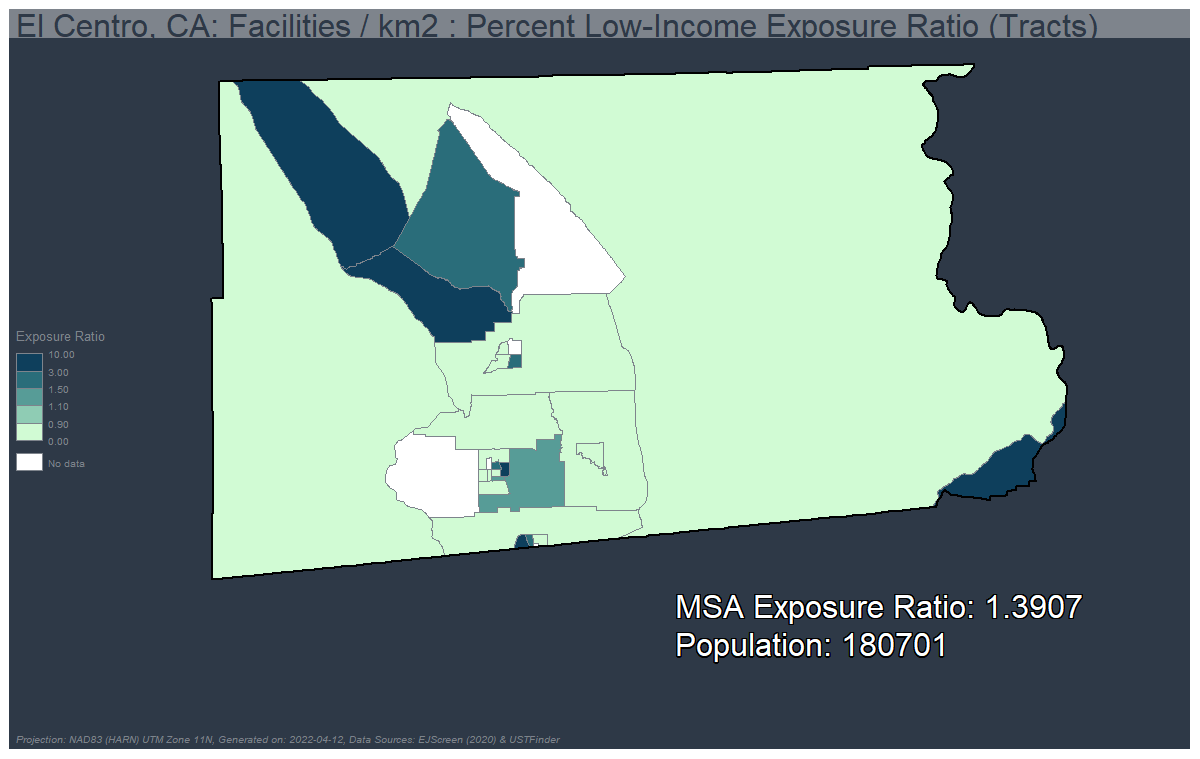 El Centro, CA: Facilities / km2 : Percent Low-Income Exposure Ratio (Tracts)
Exposure Ratio
10.00
3.00
1.50
1.10
0.90
0.00
No data
MSA Exposure Ratio: 1.3907
Population: 180701
Projection: NAD83 (HARN) UTM Zone 11N, Generated on: 2022-04-12, Data Sources: EJScreen (2020) & USTFinder